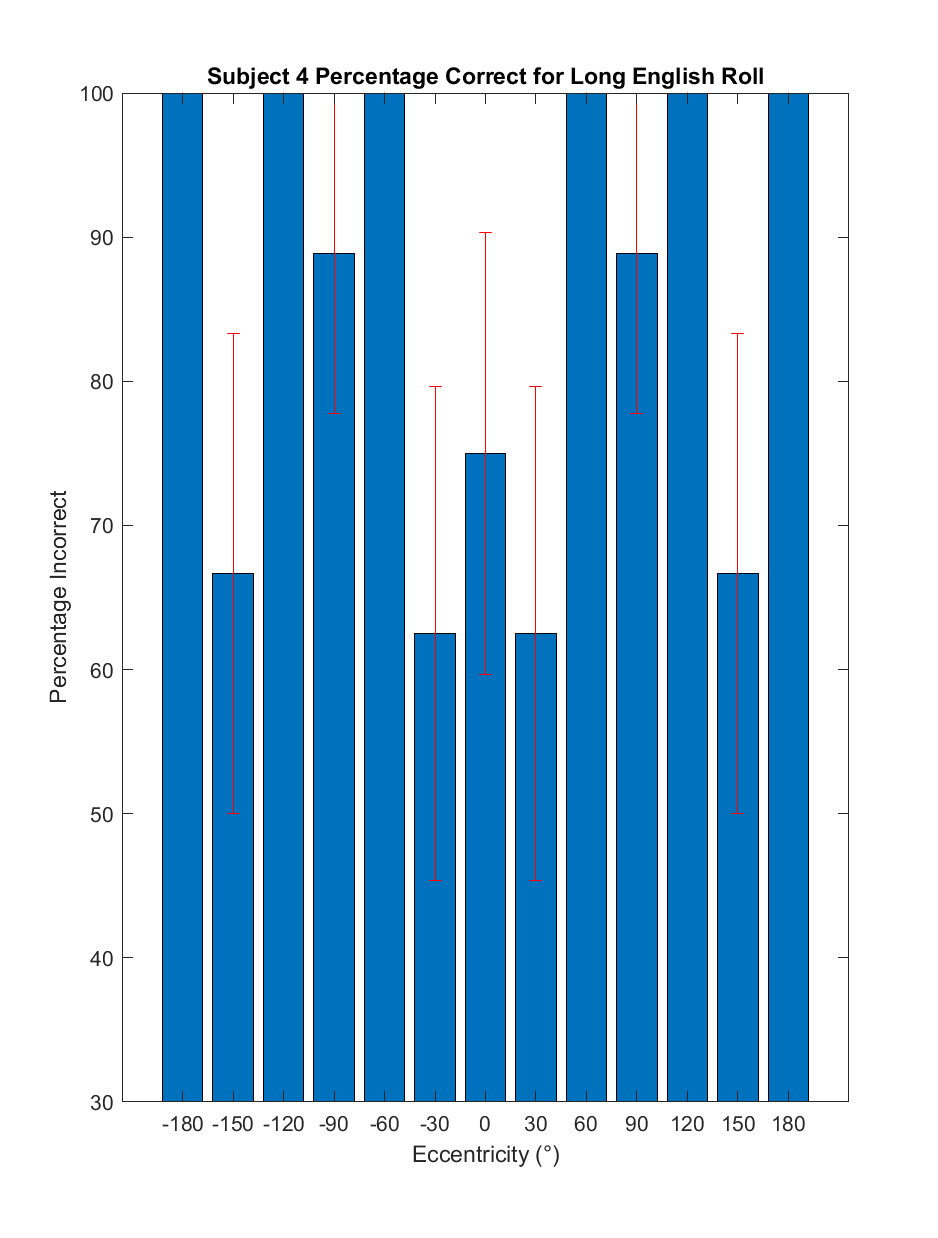 Subject 4 Percentage Correct for Long English Roll
100
90
80
70
60
50
40
30
Percentage Incorrect
-180 -150 -120 -90 -60 -30 0 30 60 90 120 150 180
Eccentricity (°)